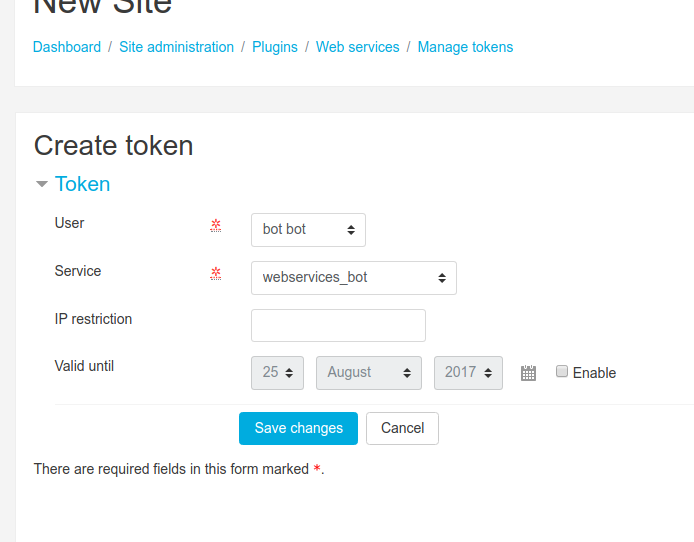 New Site
Dashboard / Site administration / Plugins / Web services / Manage tokens
Create token
Token
User * bot bot
Service * webservices_bot
IP restriction
Valid until 25 August 2017 Enable
Save changes Cancel
There are required fields in this form marked *.